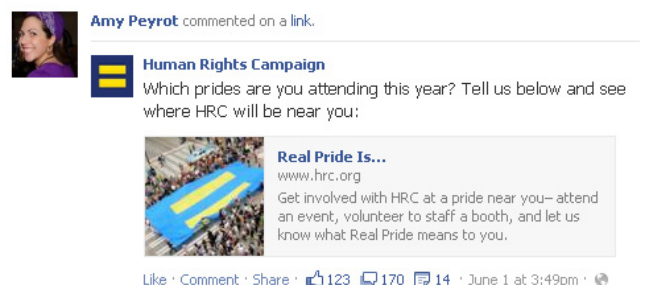 Amy Peyrot commented on a link.
Human Rights Campaign
Which prides are you attending this year? Tell us below and see
where HRC will be near you:
Real Pride Is...
www.hrc.org
Get involved with HRC at a pride near you– attend
an event, volunteer to staff a booth, and let us
know what Real Pride means to you.
Like · Comment · Share · 123 170 14 · June 1 at 3:49pm ·